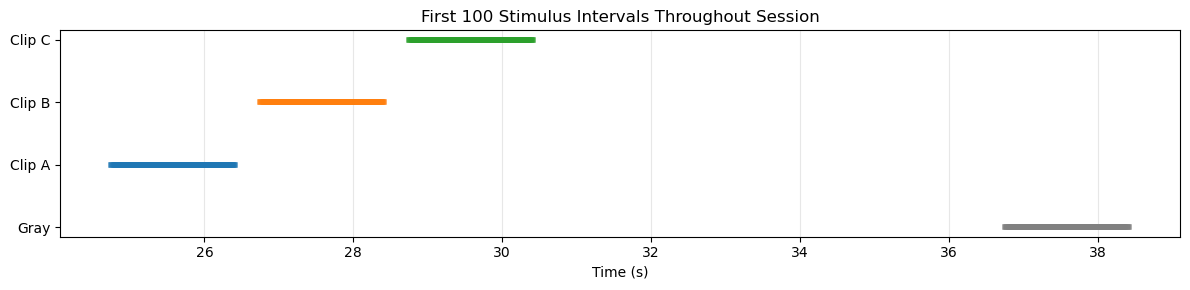 First 100 Stimulus Intervals Throughout Session
Clip C
Clip B
Clip A
Gray
26 28 30 32 34 36 38
Time (s)